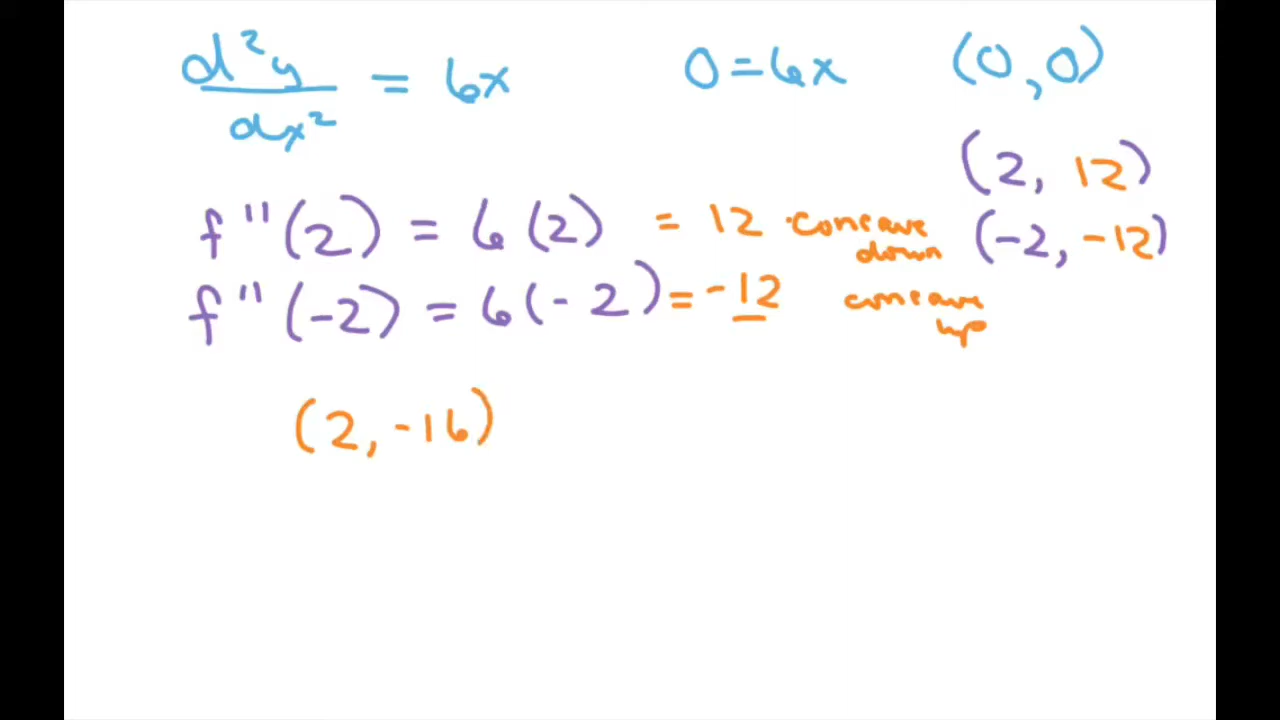 d²y/dx² = 6x    0 = 6x    (0, 0)
(2, 12)
f''(2) = 6(2) = 12 · concave down    (-2, -12)
f''(-2) = 6(-2) = -12    concave up
(2, -16)